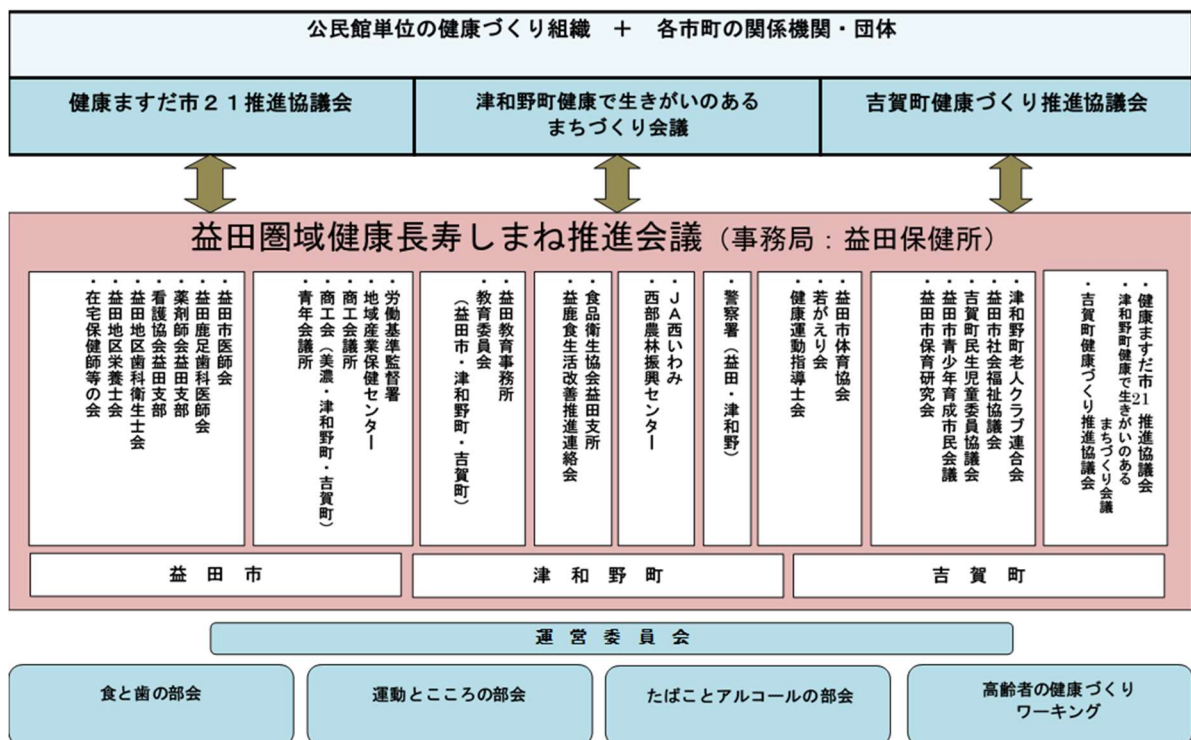 公民館単位の健康づくり組織 ＋ 各市町の関係機関・団体
健康ますだ市２１推進協議会
津和野町健康で生きがいのある
まちづくり会議
吉賀町健康づくり推進協議会
益田圏域健康長寿しまね推進会議（事務局：益田保健所）
・益田市医師会
・益田鹿足歯科医師会
・薬剤師会益田支部
・看護協会益田支部
・益田地区歯科衛生士会
・益田地区栄養士会
・在宅保健師等の会
・労働基準監督署
・地域産業保健センター
・商工会議所
・商工会（美濃・津和野町・吉賀町）
・青年会議所
・益田教育事務所
・教育委員会
（益田市・津和野町・吉賀町）
・食品衛生協会益田支所
・益鹿食生活改善推進連絡会
・ＪＡ西いわみ
・西部農林振興センター
・警察署（益田・津和野）
・益田市体育協会
・若がえり会
・健康運動指導士会
・津和野町老人クラブ連合会
・益田市社会福祉協議会
・吉賀町民生児童委員協議会
・益田市青少年育成市民会議
・益田市保育研究会
・健康ますだ市21推進協議会
・津和野町健康で生きがいのある
まちづくり会議
・吉賀町健康づくり推進協議会
益田市
津和野町
吉賀町
運営委員会
食と歯の部会
運動とこころの部会
たばことアルコールの部会
高齢者の健康づくり
ワーキング